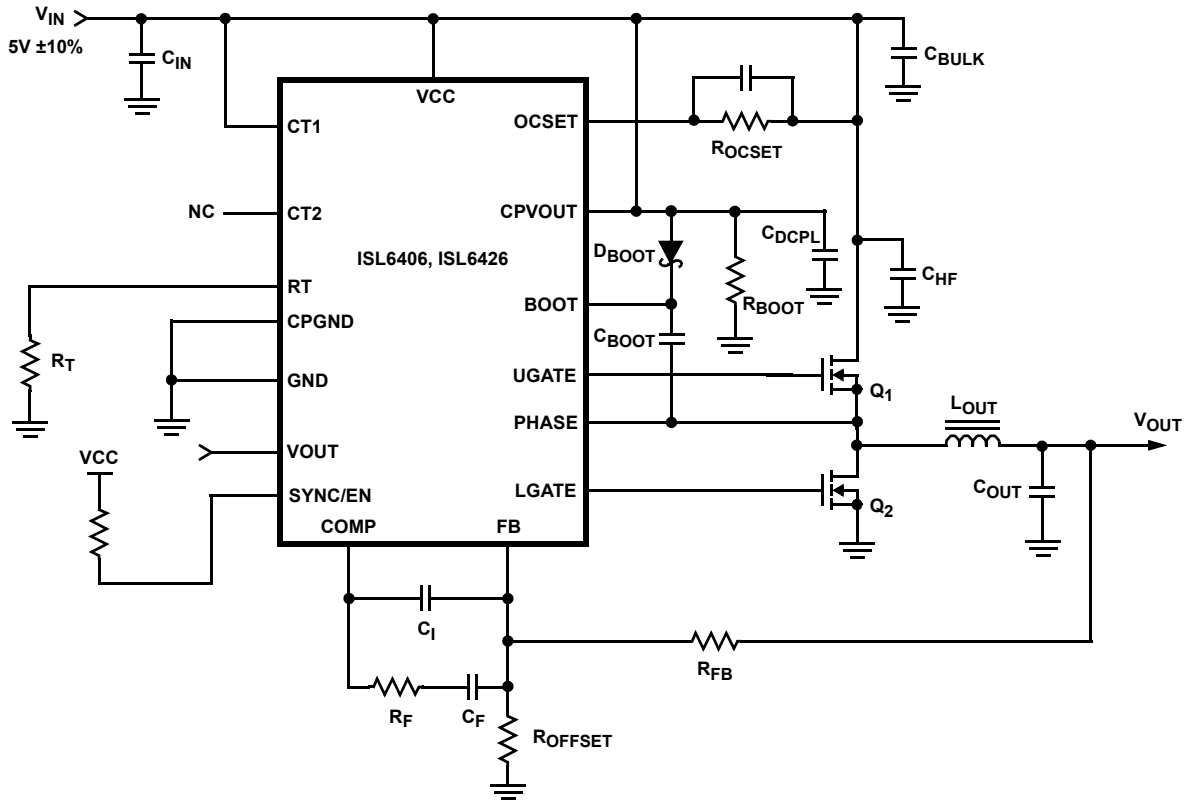 VIN
5V ±10%
CIN
CBULK
VCC
CT1
OCSET
ROCSET
NC
CT2
CPVOUT
DBOOT
CDCPL
ISL6406, ISL6426
CHF
RT
BOOT
RBOOT
CPGND
CBOOT
RT
GND
UGATE
Q1
LOUT
PHASE
VOUT
VCC
VOUT
SYNC/EN
LGATE
COUT
Q2
COMP
FB
CI
RFB
RF
CF
ROFFSET